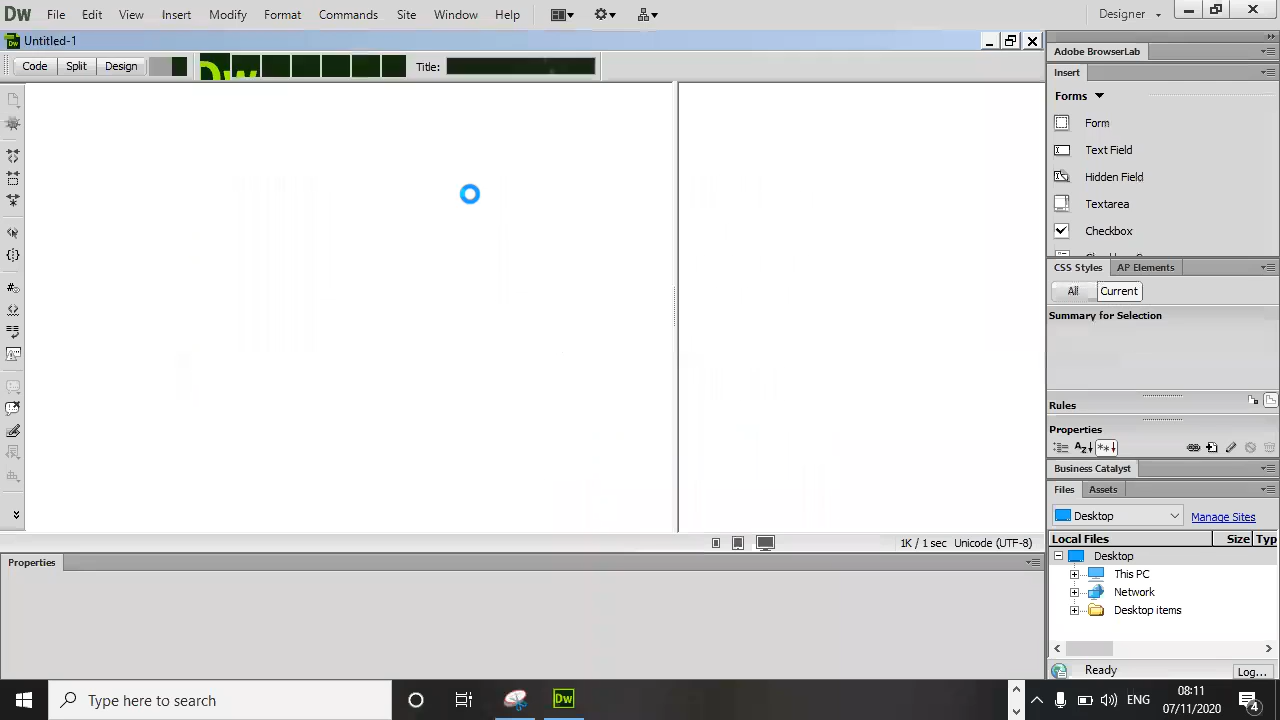 Dw File Edit View Insert Modify Format Commands Site Window Help Designer
Dw Untitled-1
Code Split Design Dw Title:
Adobe BrowserLab
Insert
Forms
Form
Text Field
Hidden Field
Textarea
Checkbox
CSS Styles AP Elements
All Current
Summary for Selection
Rules
Properties
Business Catalyst
Files Assets
Desktop Manage Sites
Local Files Size Typ
Desktop
This PC
Network
Desktop items
Ready Log...
1K / 1 sec Unicode (UTF-8)
Properties
Type here to search Dw ENG 08:11 07/11/2020 4